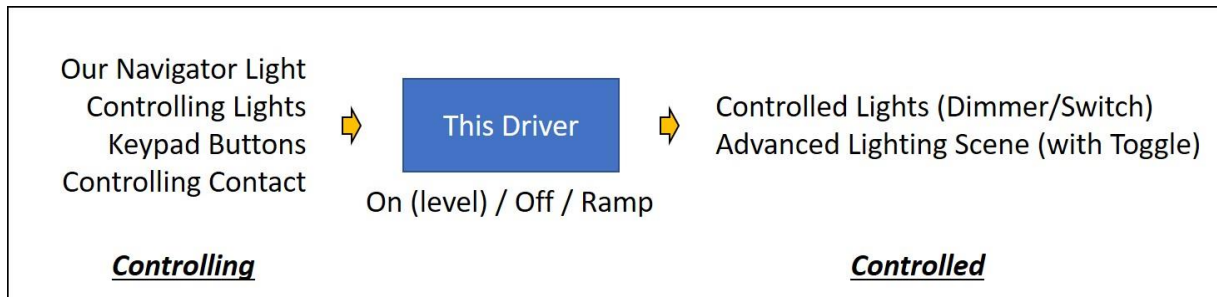 Our Navigator Light
Controlling Lights
Keypad Buttons
Controlling Contact
Controlling
This Driver
On (level) / Off / Ramp
Controlled Lights (Dimmer/Switch)
Advanced Lighting Scene (with Toggle)
Controlled